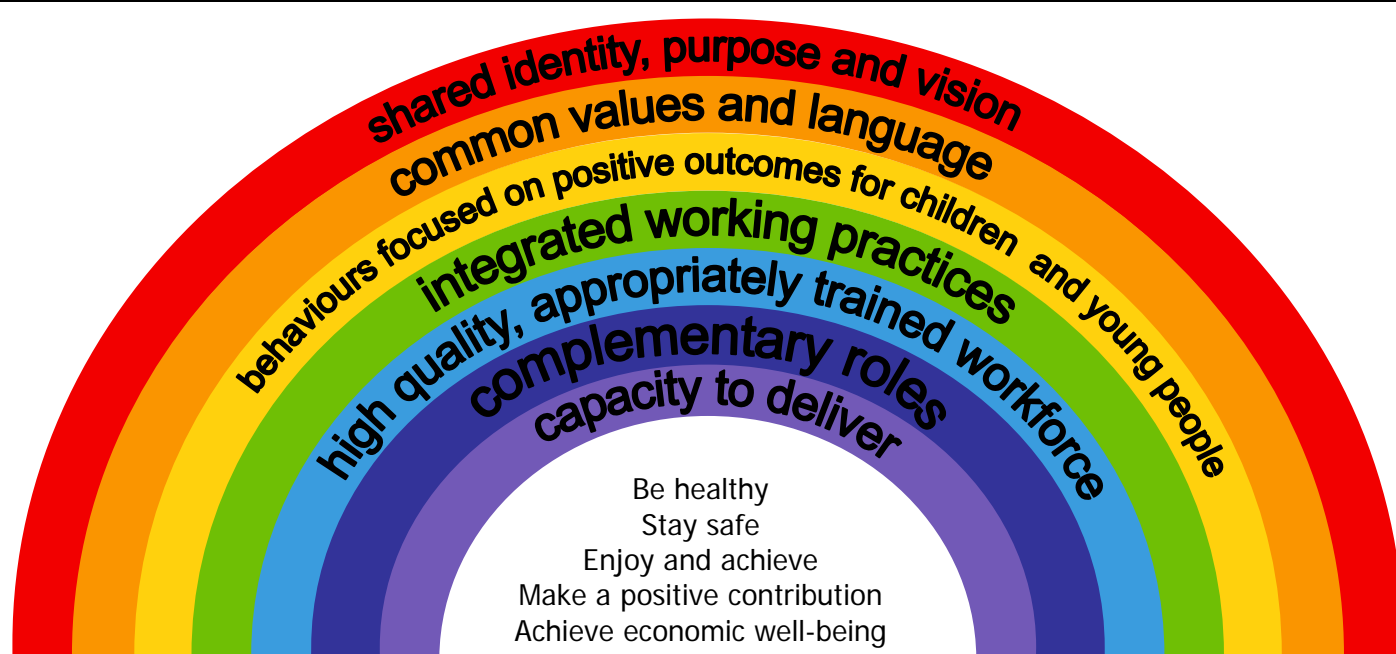 shared identity, purpose and vision
common values and language
behaviours focused on positive outcomes for children and young people
integrated working practices
high quality, appropriately trained workforce
complementary roles
capacity to deliver
Be healthy
Stay safe
Enjoy and achieve
Make a positive contribution
Achieve economic well-being